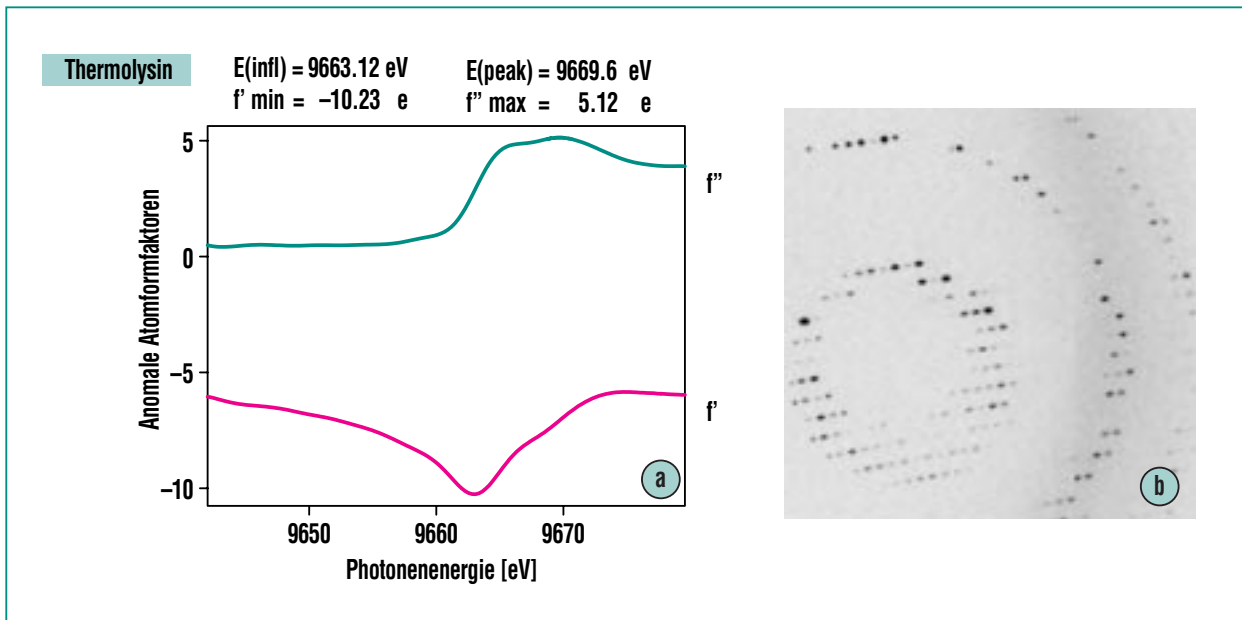 Thermolysin
E(infl) = 9663.12 eV
f' min = –10.23 e
E(peak) = 9669.6 eV
f" max = 5.12 e
Anomale Atomformfaktoren
5
0
–5
–10
f"
f'
9650 9660 9670
Photonenenergie [eV]
a
b